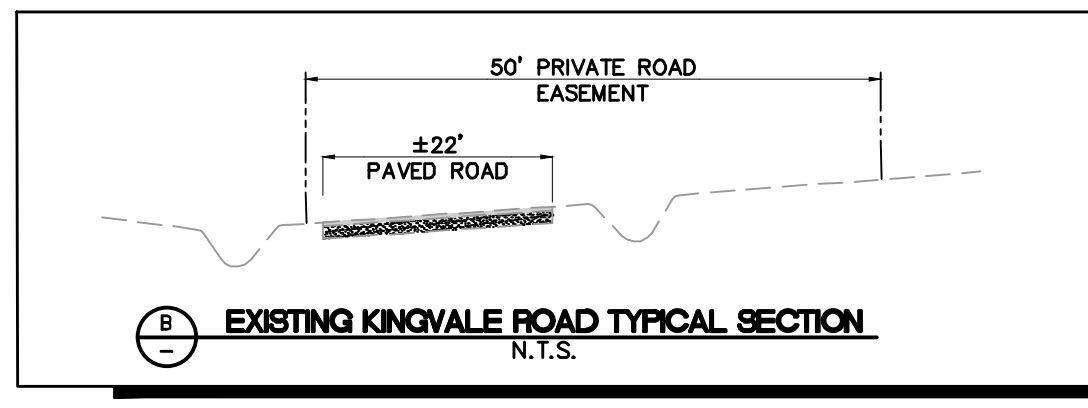 50' PRIVATE ROAD
EASEMENT
±22'
PAVED ROAD
B
-
EXISTING KINGVALE ROAD TYPICAL SECTION
N.T.S.